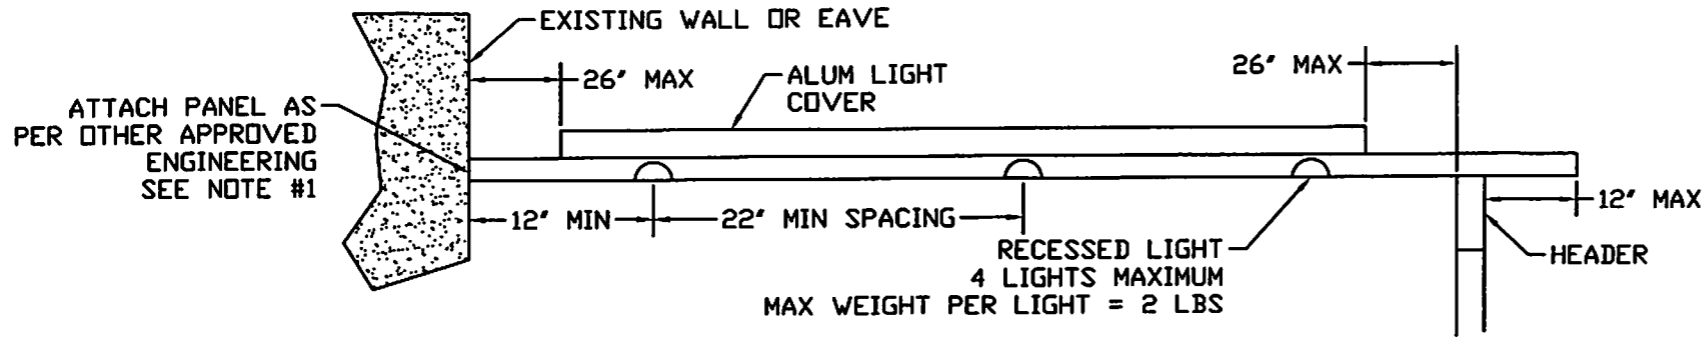 EXISTING WALL OR EAVE
26" MAX
ALUM LIGHT
COVER
26" MAX
ATTACH PANEL AS
PER OTHER APPROVED
ENGINEERING
SEE NOTE #1
12" MIN
22" MIN SPACING
12" MAX
RECESSED LIGHT
4 LIGHTS MAXIMUM
MAX WEIGHT PER LIGHT = 2 LBS
HEADER